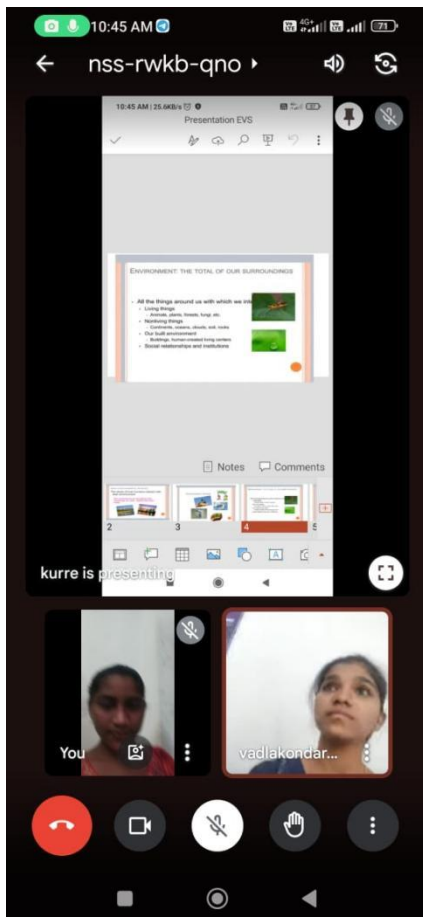 10:45 AM
4G+
71
nss-rwkb-qno
10:45 AM | 25.6KB/s
Presentation EVS
ENVIRONMENT: THE TOTAL OF OUR SURROUNDINGS
All the things around us with which we
Living things
Animals, plants, forests, fungi, etc.
Nonliving things
Continents, oceans, clouds, soil, rocks
Our built environment
Buildings, human-created living centers
Social relationships and institutions
Notes
Comments
2
3
4
5
kurre is presenting
You
vadlakondar...